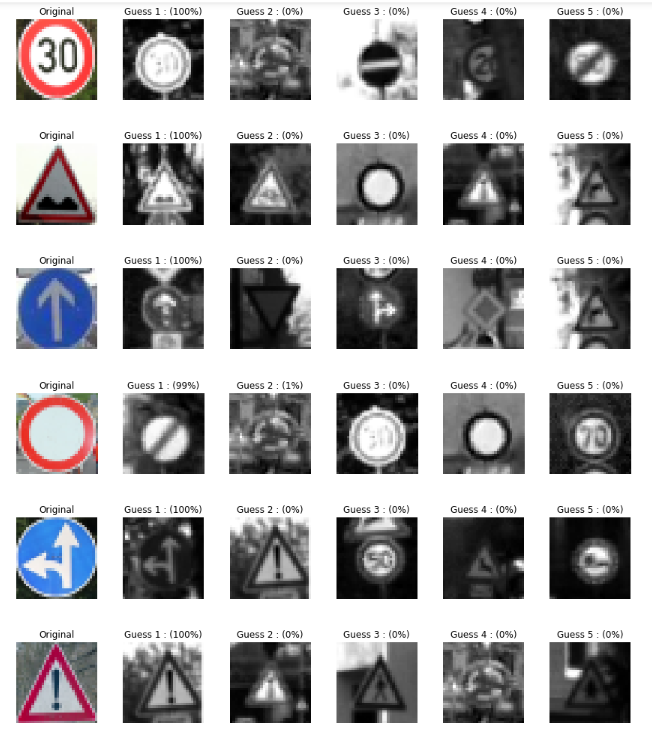 Original Guess 1 : (100%) Guess 2 : (0%) Guess 3 : (0%) Guess 4 : (0%) Guess 5 : (0%)
30 30 20
Original Guess 1 : (100%) Guess 2 : (0%) Guess 3 : (0%) Guess 4 : (0%) Guess 5 : (0%)
Original Guess 1 : (100%) Guess 2 : (0%) Guess 3 : (0%) Guess 4 : (0%) Guess 5 : (0%)
Original Guess 1 : (99%) Guess 2 : (1%) Guess 3 : (0%) Guess 4 : (0%) Guess 5 : (0%)
30 70
Original Guess 1 : (100%) Guess 2 : (0%) Guess 3 : (0%) Guess 4 : (0%) Guess 5 : (0%)
50
Original Guess 1 : (100%) Guess 2 : (0%) Guess 3 : (0%) Guess 4 : (0%) Guess 5 : (0%)